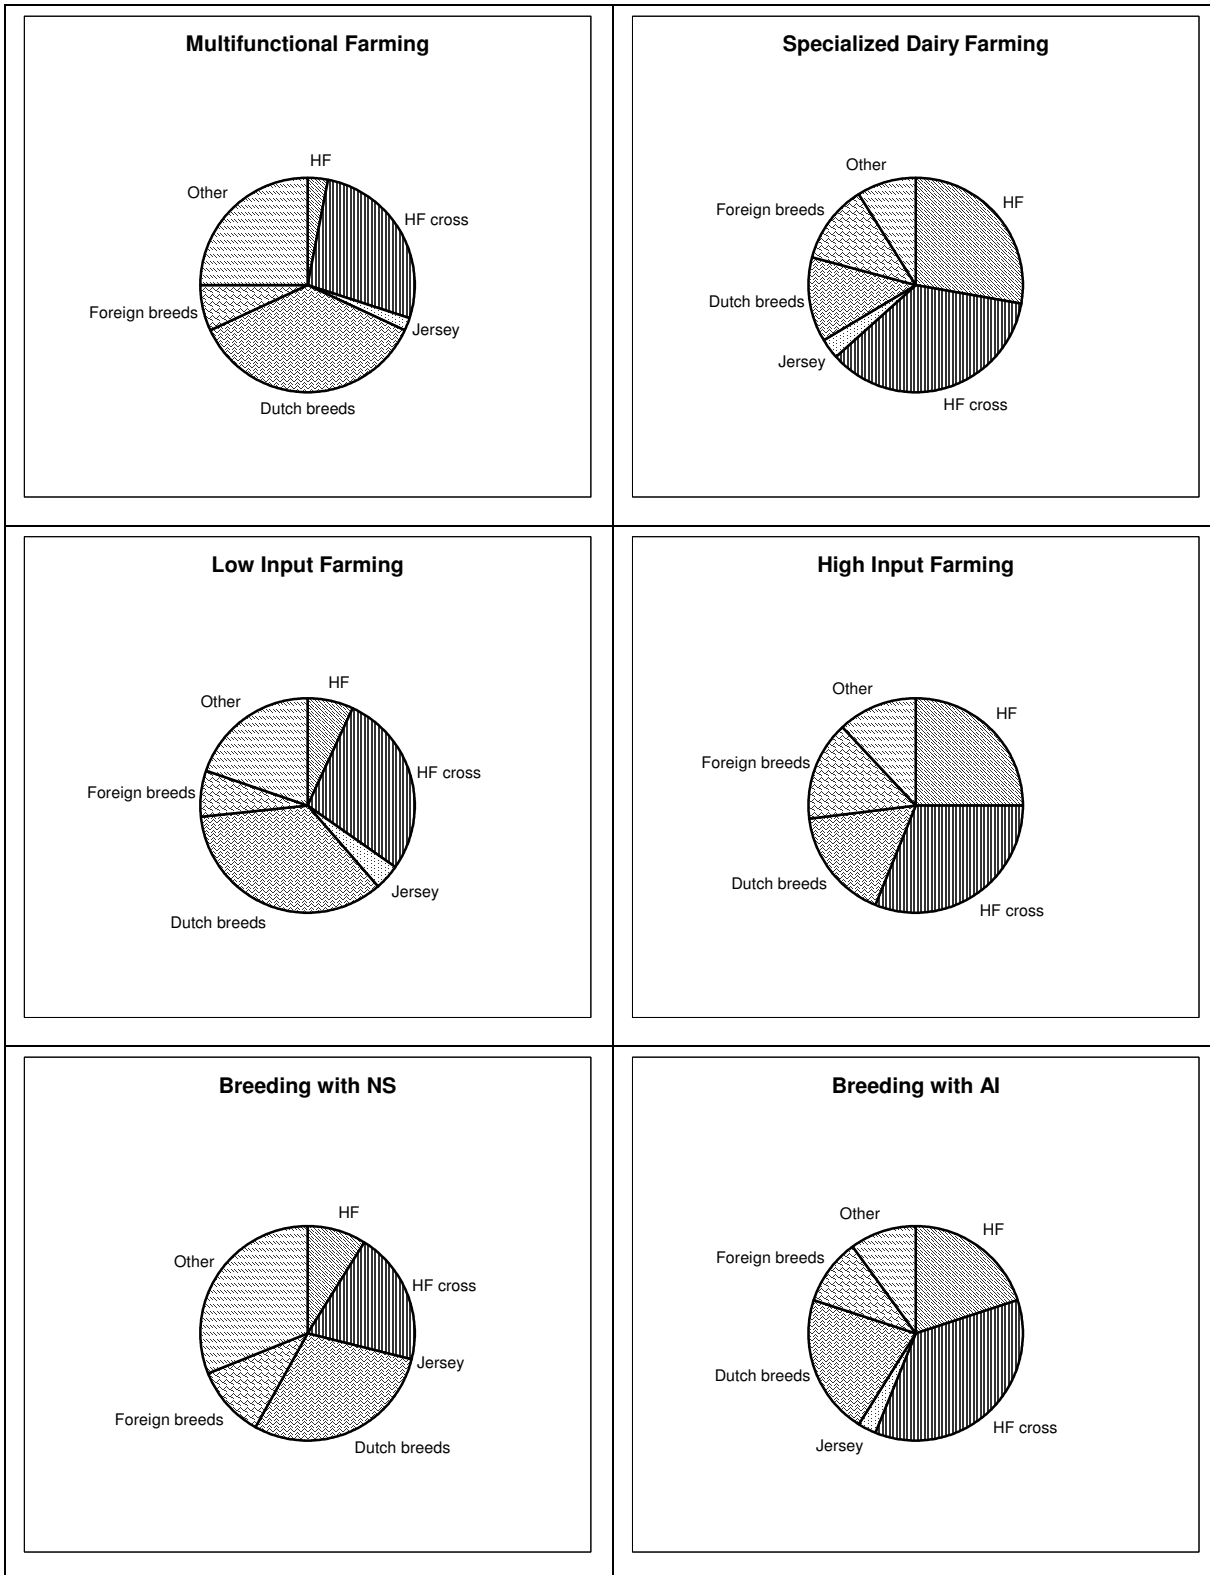 Multifunctional Farming
HF
Other
HF cross
Foreign breeds
Jersey
Dutch breeds
Specialized Dairy Farming
Other
HF
Foreign breeds
Dutch breeds
Jersey
HF cross
Low Input Farming
HF
Other
HF cross
Foreign breeds
Jersey
Dutch breeds
High Input Farming
Other
HF
Foreign breeds
Dutch breeds
HF cross
Breeding with NS
HF
Other
HF cross
Jersey
Foreign breeds
Dutch breeds
Breeding with AI
Other
HF
Foreign breeds
Dutch breeds
HF cross
Jersey